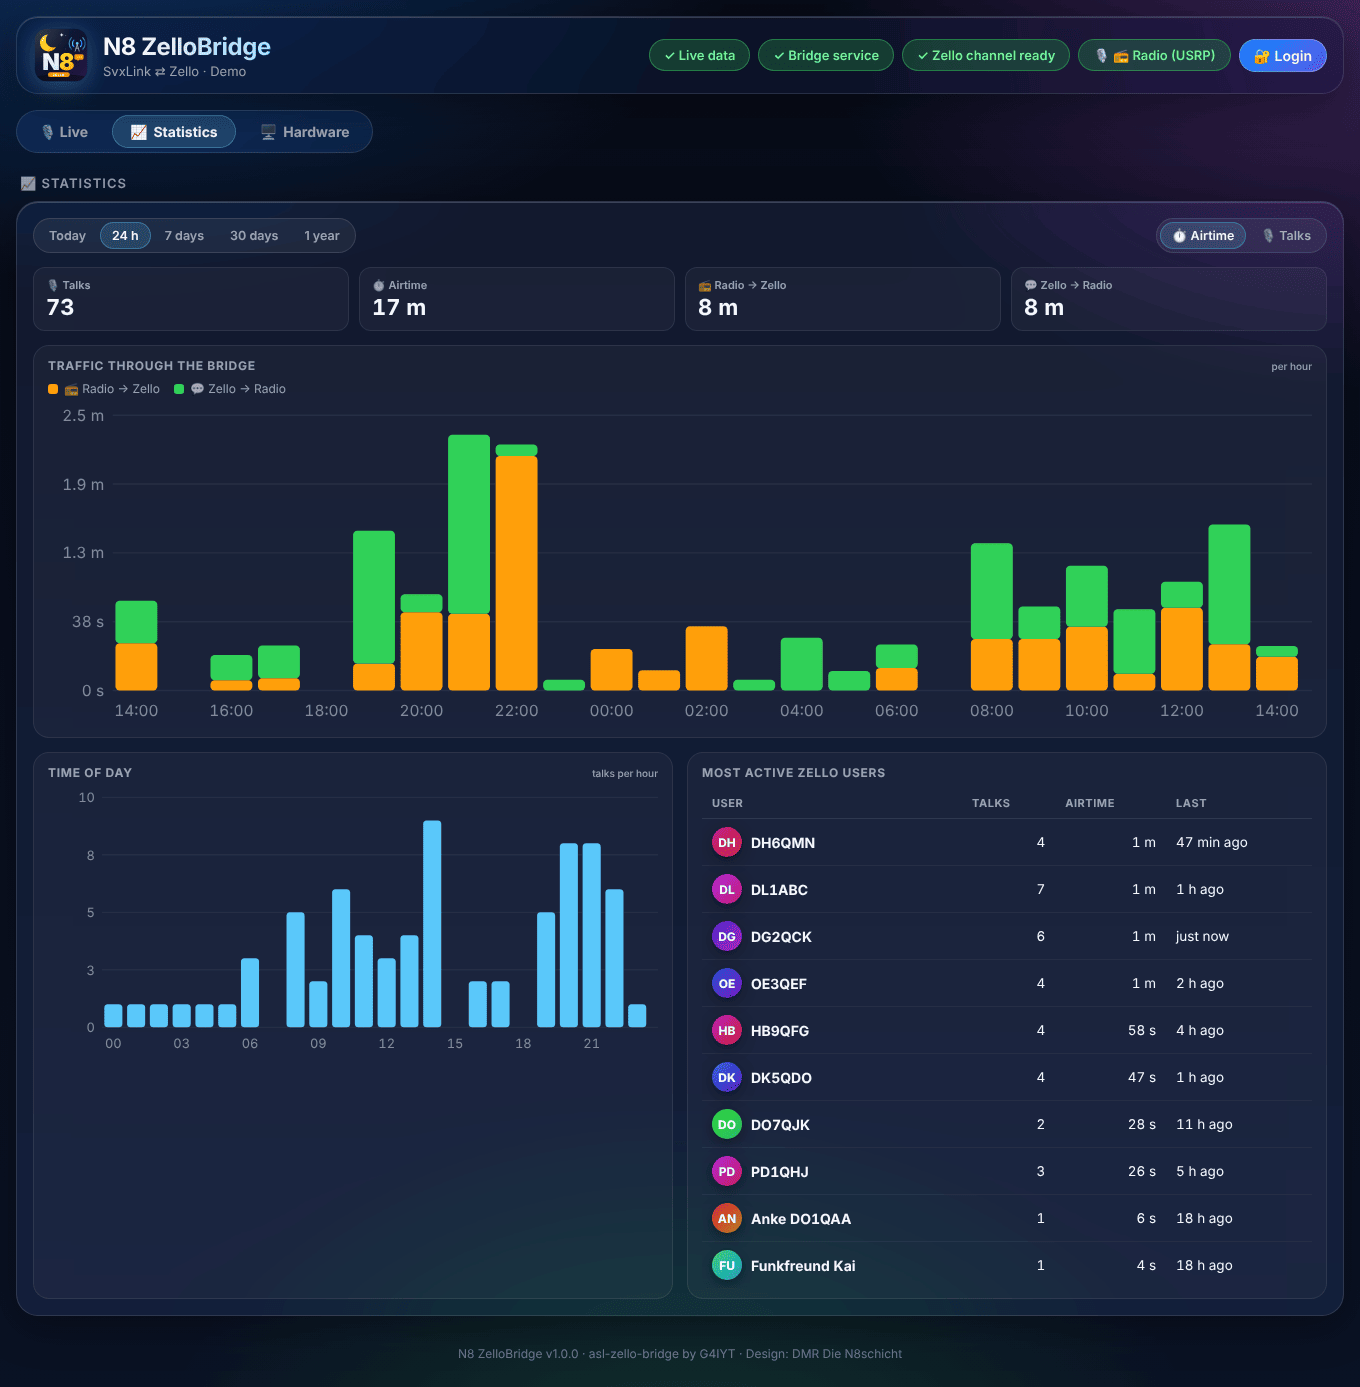 N8
N8 ZelloBridge
SvxLink ⇄ Zello · Demo
✓ Live data
✓ Bridge service
✓ Zello channel ready
Radio (USRP)
Login
Live
Statistics
Hardware
STATISTICS
Today
24 h
7 days
30 days
1 year
Airtime
Talks
Talks
73
Airtime
17 m
Radio → Zello
8 m
Zello → Radio
8 m
TRAFFIC THROUGH THE BRIDGE
per hour
Radio → Zello
Zello → Radio
2.5 m
1.9 m
1.3 m
38 s
0 s
14:00 16:00 18:00 20:00 22:00 00:00 02:00 04:00 06:00 08:00 10:00 12:00 14:00
TIME OF DAY
talks per hour
10
8
5
3
0
00 03 06 09 12 15 18 21
MOST ACTIVE ZELLO USERS
USER TALKS AIRTIME LAST
DH DH6QMN 4 1 m 47 min ago
DL DL1ABC 7 1 m 1 h ago
DG DG2QCK 6 1 m just now
OE OE3QEF 4 1 m 2 h ago
HB HB9QFG 4 58 s 4 h ago
DK DK5QDO 4 47 s 1 h ago
DO DO7QJK 2 28 s 11 h ago
PD PD1QHJ 3 26 s 5 h ago
AN Anke DO1QAA 1 6 s 18 h ago
FU Funkfreund Kai 1 4 s 18 h ago
N8 ZelloBridge v1.0.0 · asl-zello-bridge by G4IYT · Design: DMR Die N8schicht